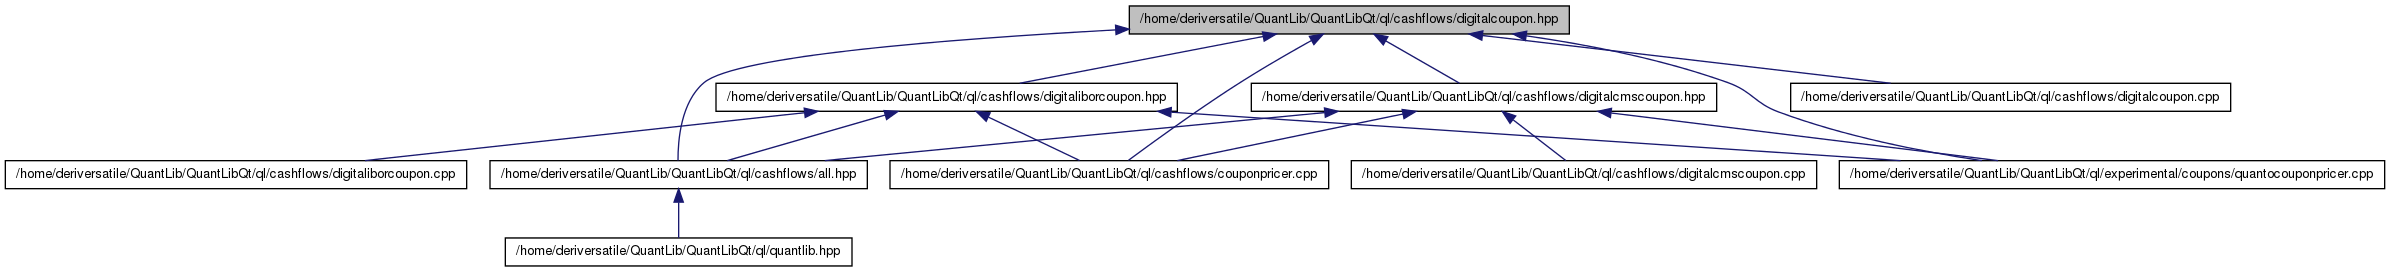 /home/deriversatile/QuantLib/QuantLibQt/ql/cashflows/digitalcoupon.hpp
/home/deriversatile/QuantLib/QuantLibQt/ql/cashflows/digitaliborcoupon.hpp
/home/deriversatile/QuantLib/QuantLibQt/ql/cashflows/digitalcmscoupon.hpp
/home/deriversatile/QuantLib/QuantLibQt/ql/cashflows/digitalcoupon.cpp
/home/deriversatile/QuantLib/QuantLibQt/ql/cashflows/digitaliborcoupon.cpp
/home/deriversatile/QuantLib/QuantLibQt/ql/cashflows/all.hpp
/home/deriversatile/QuantLib/QuantLibQt/ql/cashflows/couponpricer.cpp
/home/deriversatile/QuantLib/QuantLibQt/ql/cashflows/digitalcmscoupon.cpp
/home/deriversatile/QuantLib/QuantLibQt/ql/experimental/coupons/quantocouponpricer.cpp
/home/deriversatile/QuantLib/QuantLibQt/ql/quantlib.hpp